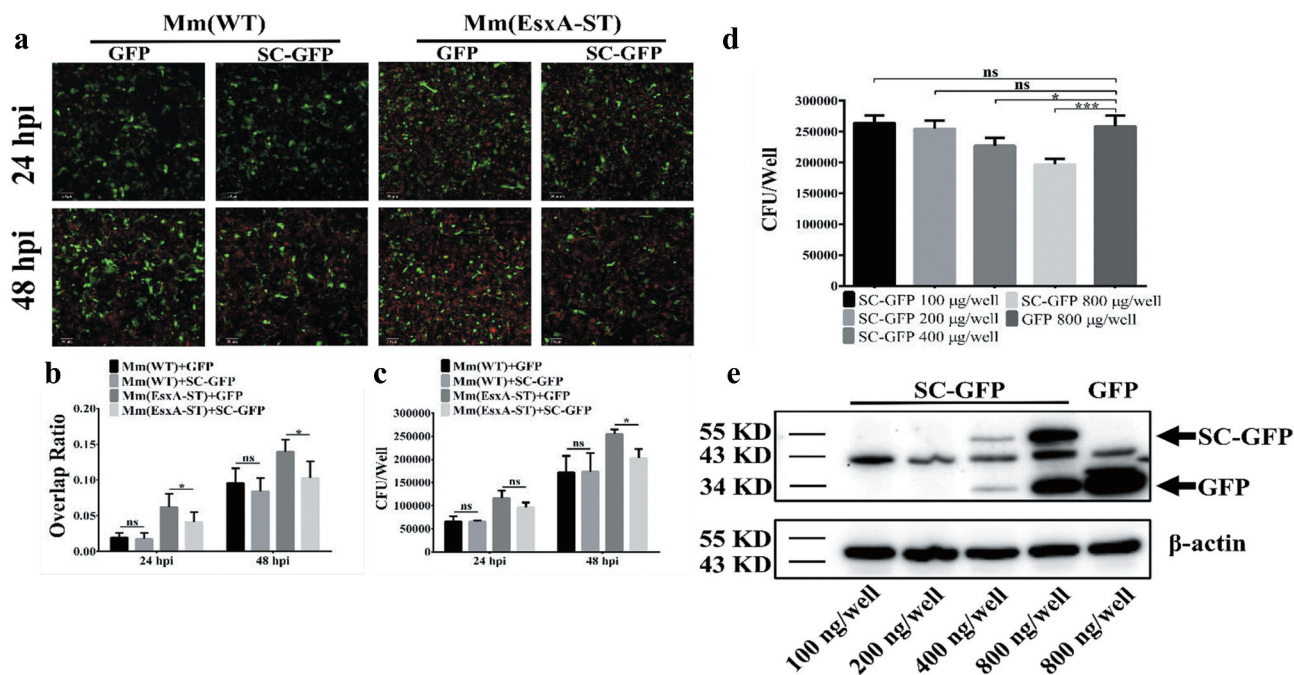 a
Mm(WT)
Mm(EsxA-ST)
GFP
SC-GFP
GFP
SC-GFP
24 hpi
48 hpi
b
Mm(WT)+GFP
Mm(WT)+SC-GFP
Mm(EsxA-ST)+GFP
Mm(EsxA-ST)+SC-GFP
Overlap Ratio
0.20
0.15
0.10
0.05
0.00
ns
*
ns
*
24 hpi
48 hpi
c
Mm(WT)+GFP
Mm(WT)+SC-GFP
Mm(EsxA-ST)+GFP
Mm(EsxA-ST)+SC-GFP
CFU/Well
300000
250000
200000
150000
100000
50000
0
ns
ns
ns
*
24 hpi
48 hpi
d
ns
ns
*
***
CFU/Well
300000
250000
200000
150000
100000
50000
0
SC-GFP 100 µg/well
SC-GFP 200 µg/well
SC-GFP 400 µg/well
SC-GFP 800 µg/well
GFP 800 µg/well
e
SC-GFP
GFP
55 KD
43 KD
34 KD
SC-GFP
GFP
55 KD
43 KD
β-actin
100 ng/well
200 ng/well
400 ng/well
800 ng/well
800 ng/well